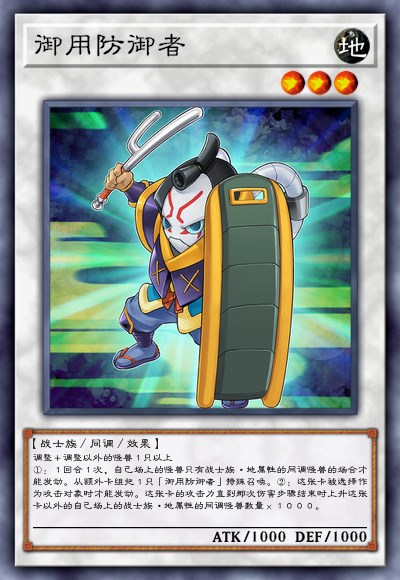 御用防御者
地
【战士族/同调/效果】
调整+调整以外的怪兽1只以上
①：1回合1次，自己场上的怪兽只有战士族·地属性的同调怪兽的场合才
能发动。从额外卡组把1只「御用防御者」特殊召唤。②：这张卡被选择作
为攻击对象时才能发动。这张卡的攻击力直到那次伤害步骤结束时上升这张
卡以外的自己场上的战士族·地属性的同调怪兽数量×1000。
ATK/1000 DEF/1000